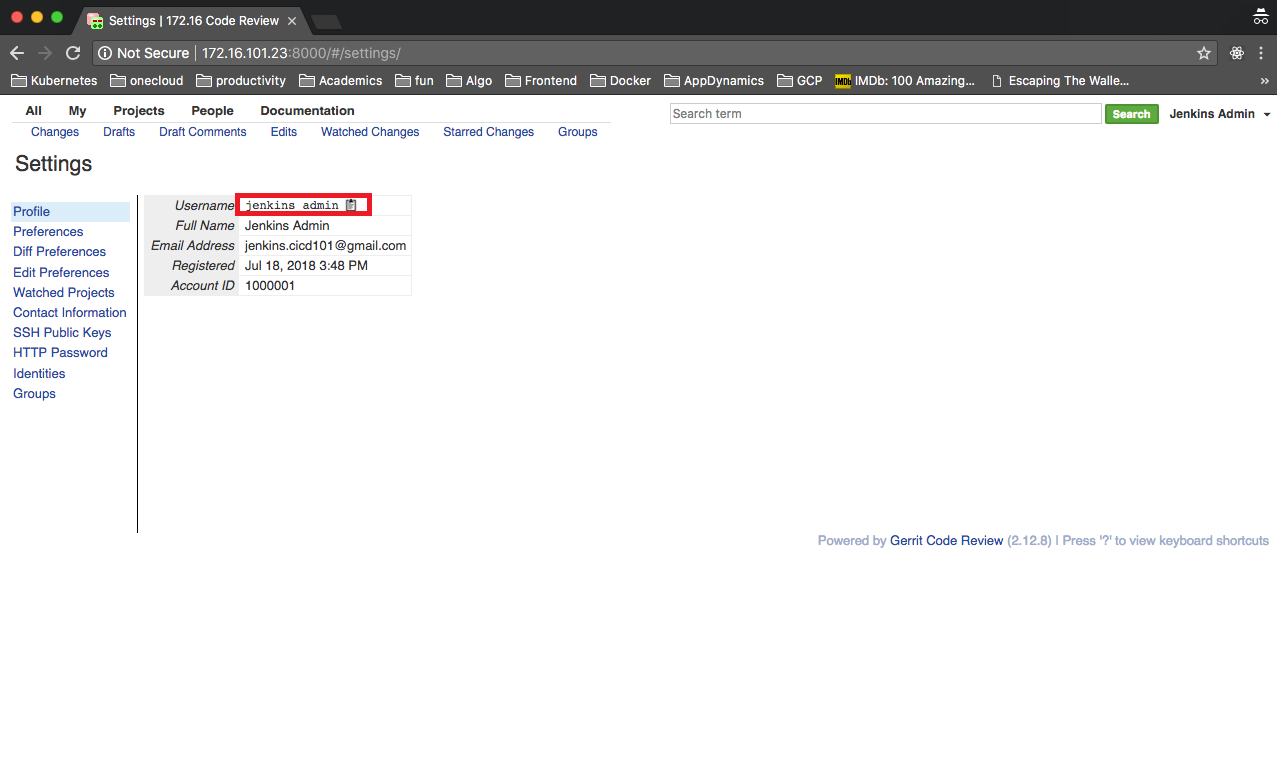 Settings | 172.16 Code Review
Not Secure | 172.16.101.23:8000/#/settings/
Kubernetes onecloud productivity Academics fun Algo Frontend Docker AppDynamics GCP IMDb IMDb: 100 Amazing... Escaping The Walle... »
All My Projects People Documentation
Search term Search Jenkins Admin
Changes Drafts Draft Comments Edits Watched Changes Starred Changes Groups
Settings
Profile
Preferences
Diff Preferences
Edit Preferences
Watched Projects
Contact Information
SSH Public Keys
HTTP Password
Identities
Groups
Username jenkins admin
Full Name Jenkins Admin
Email Address jenkins.cicd101@gmail.com
Registered Jul 18, 2018 3:48 PM
Account ID 1000001
Powered by Gerrit Code Review (2.12.8) | Press '?' to view keyboard shortcuts